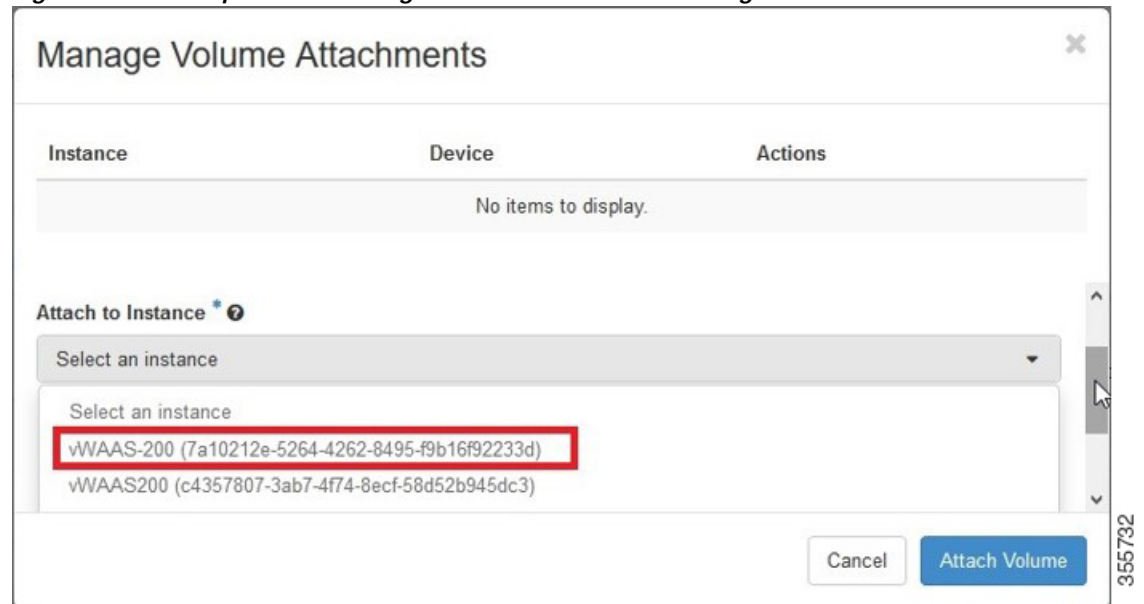 Manage Volume Attachments
Instance Device Actions
No items to display.
Attach to Instance *
Select an instance
Select an instance
vWAAS-200 (7a10212e-5264-4262-8495-f9b16f92233d)
vWAAS200 (c4357807-3ab7-4f74-8ecf-58d52b945dc3)
Cancel Attach Volume
355732